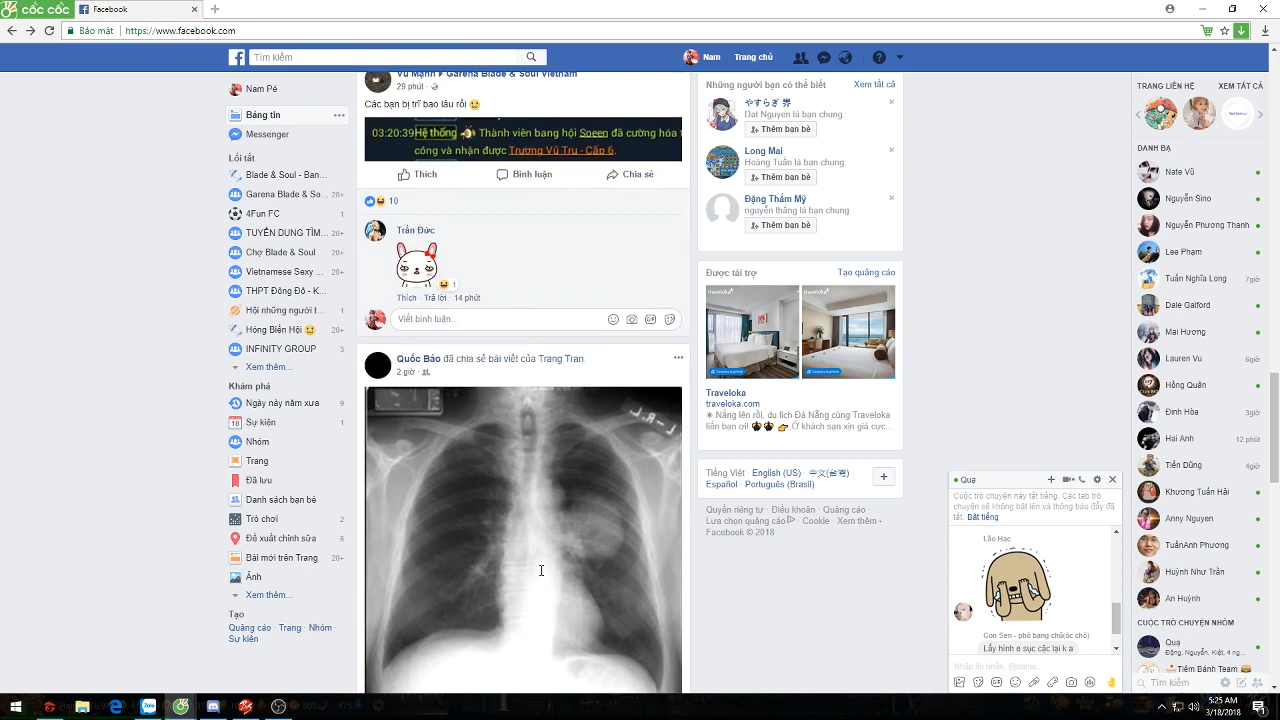 CỐC CỐC
Facebook
Bảo mật
https://www.facebook.com
Tìm kiếm
Nam
Trang chủ
Nam Pé
Bảng tin
Messenger
Lối tắt
Blade & Soul - Ban...
Garena Blade & So...
20+
4Fun FC
1
TUYỂN DỤNG TÌM...
20+
Chợ Blade & Soul
20+
Vietnamese Sexy ...
20+
THPT Đông Đô - K...
20+
Hội những người t...
Hóng Biến Hội
20+
INFINITY GROUP
3
Xem thêm...
Khám phá
Ngày này năm xưa
9
18
Sự kiện
1
Nhóm
Trang
Đã lưu
Danh sách bạn bè
Trò chơi
2
Đề xuất chỉnh sửa
6
Bài mới trên Trang
20+
Ảnh
Xem thêm...
Tạo
Quảng cáo · Trang · Nhóm ·
Sự kiện
Vũ Mạnh
Garena Blade & Soul Vietnam
29 phút ·
Các bạn bị trĩ bao lâu rồi
03:20:39 Hệ thống Thành viên bang hội Speen đã cường hóa t
công và nhận được Trương Vũ Trụ - Cấp 6.
Thích
Bình luận
Chia sẻ
10
Trần Đức
1
Thích · Trả lời · 14 phút
Viết bình luận...
Quốc Bảo đã chia sẻ bài viết của Trang Tran.
2 giờ ·
Những người bạn có thể biết
Xem tất cả
Dat Nguyen là bạn chung.
Thêm bạn bè
Long Mai
Hoàng Tuấn là bạn chung.
Thêm bạn bè
Đặng Thắm Mỹ
nguyễn thắng là bạn chung.
Thêm bạn bè
Được tài trợ
Tạo quảng cáo
traveloka
traveloka
Traveloka
traveloka.com
☀ Nắng lên rồi, du lịch Đà Nẵng cùng Traveloka
liền bạn ơi! Ở khách sạn xịn giá cực...
Tiếng Việt · English (US) · 中文(台灣) ·
Español · Português (Brasil)
Quyền riêng tư · Điều khoản · Quảng cáo ·
Lựa chọn quảng cáo · Cookie · Xem thêm
Facebook © 2018
Quạ
Cuộc trò chuyện này tắt tiếng. Các tab trò
chuyện sẽ không bật lên và thông báo đẩy đã
tắt. Bật tiếng
Lão Hạc
Con Sen - phó bang chủ(ốc chó)
Lấy hình e sục cặc lại k a
Nhập tin nhắn, @name...
TRANG LIÊN HỆ
XEM TẤT CẢ
DANH BẠ
Nate Vũ
Nguyễn Sino
Nguyễn Phương Thanh
Lee Phạm
Tuấn Nghĩa Long
7giờ
Dale Galford
Mai Hương
Lauren Vu
6giờ
Hồng Quân
Đinh Hòa
3giờ
Hai Anh
12 phút
Tiến Dũng
4giờ
Khương Tuấn Hải
Anny Nguyen
TuấnAnh Phương
Huỳnh Như Trần
An Huỳnh
CUỘC TRÒ CHUYỆN NHÓM
Quạ
Đăng, Nguyễn, Kiệt, 4 ng...
Tiệm Bánh Team
Tìm kiếm
Zalo
5:25 AM
3/18/2018